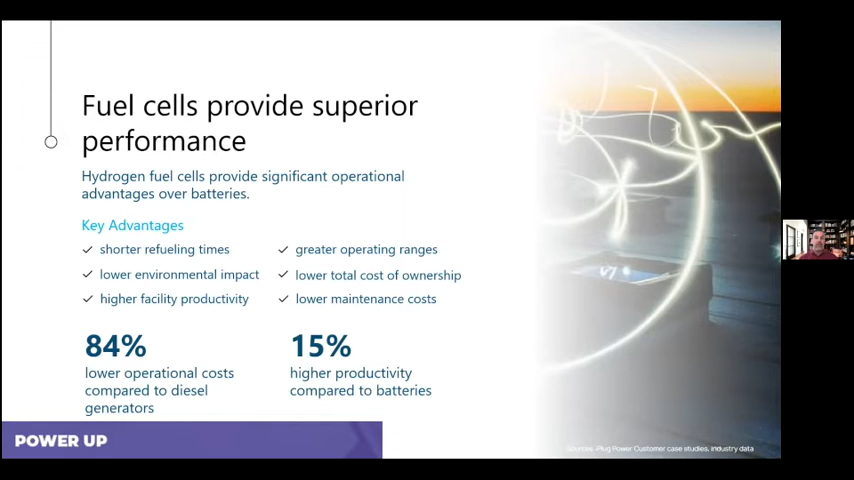 Fuel cells provide superior
performance
Hydrogen fuel cells provide significant operational
advantages over batteries.
Key Advantages
shorter refueling times
lower environmental impact
higher facility productivity
greater operating ranges
lower total cost of ownership
lower maintenance costs
84%
lower operational costs
compared to diesel
generators
15%
higher productivity
compared to batteries
POWER UP
Sources: Plug Power Customer case studies, industry data